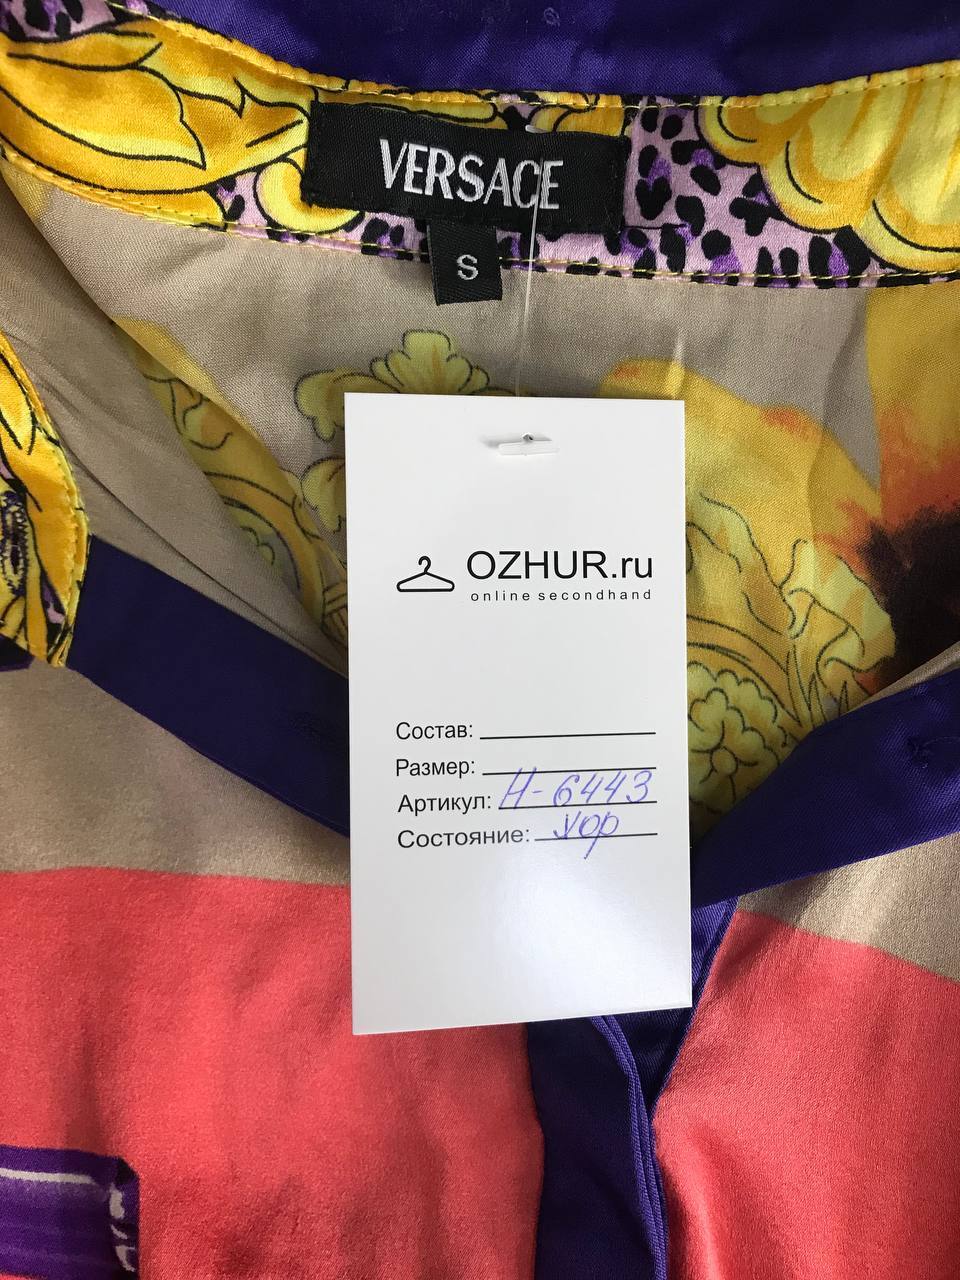 VERSACE
S
OZHUR.ru
online secondhand
Состав:
Размер:
Артикул: Н-6443
Состояние: хор